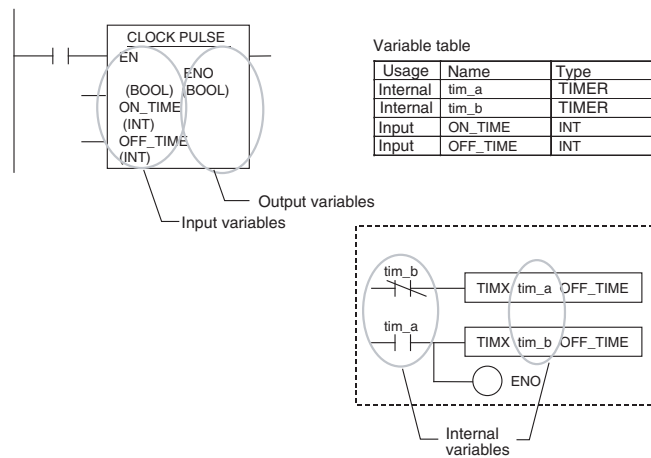 CLOCK PULSE
EN
ENO
(BOOL) (BOOL)
ON_TIME
(INT)
OFF_TIME
(INT)
Output variables
Input variables
Variable table
Usage Name Type
Internal tim_a TIMER
Internal tim_b TIMER
Input ON_TIME INT
Input OFF_TIME INT
tim_b
TIMX tim_a OFF_TIME
tim_a
TIMX tim_b OFF_TIME
ENO
Internal
variables